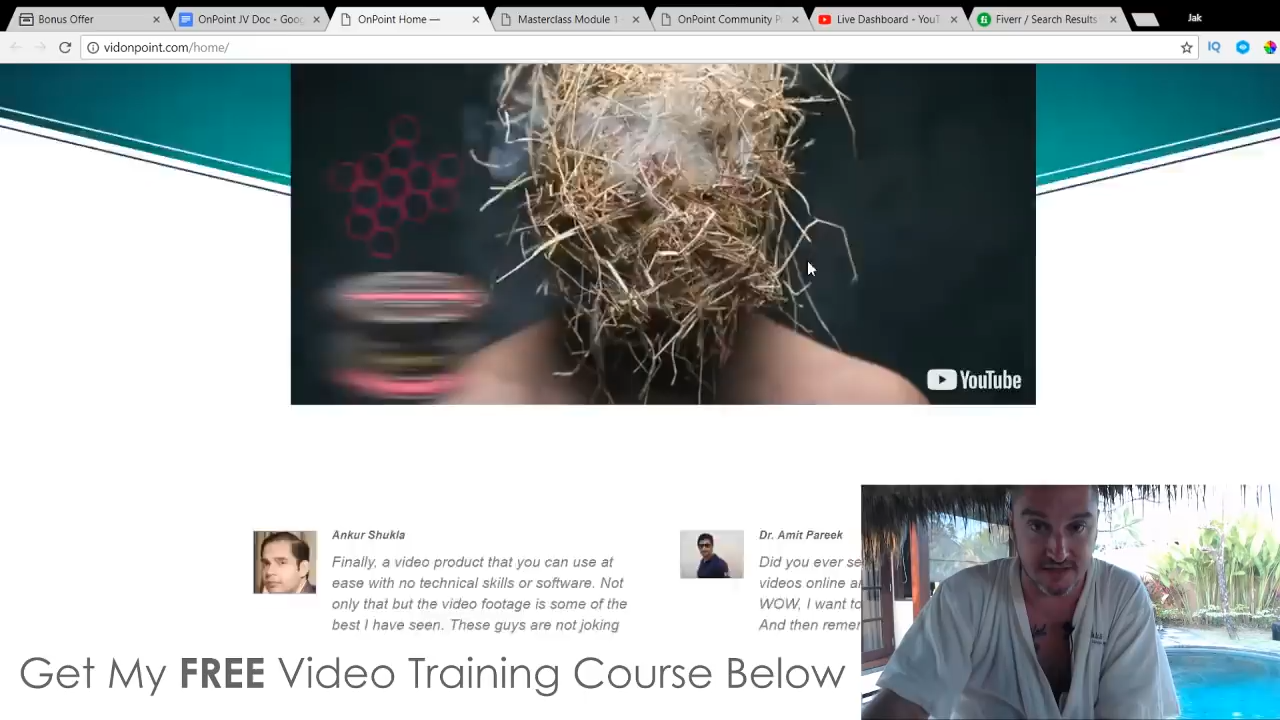 Bonus Offer
OnPoint JV Doc - Goog
OnPoint Home —
Masterclass Module 1
OnPoint Community P
Live Dashboard - YouT
Fiverr / Search Results
Jak
vidonpoint.com/home/
IQ
YouTube
Ankur Shukla
Finally, a video product that you can use at
ease with no technical skills or software. Not
only that but the video footage is some of the
best I have seen. These guys are not joking
Dr. Amit Pareek
Did you ever se
videos online a
WOW, I want to
And then remer
Get My FREE Video Training Course Below